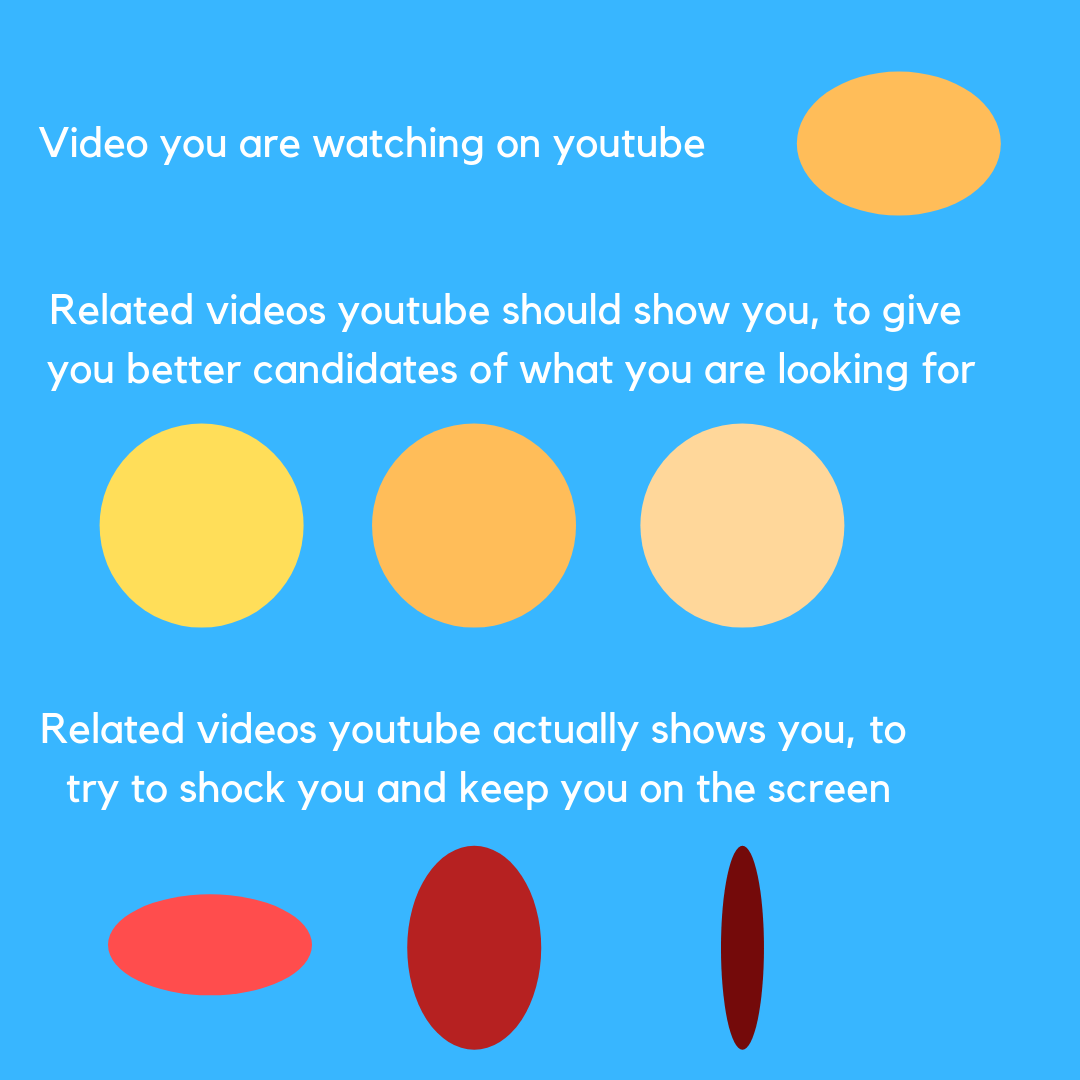 Video you are watching on youtube
Related videos youtube should show you, to give
you better candidates of what you are looking for
Related videos youtube actually shows you, to
try to shock you and keep you on the screen